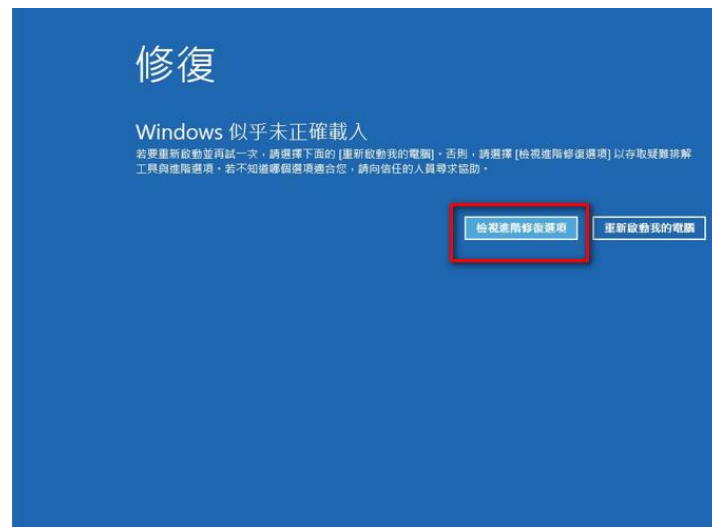 修復
Windows 似乎未正確載入
若要重新啟動並再試一次，請選擇下面的 [重新啟動我的電腦]。否則，請選擇 [檢視進階修復選項] 以存取疑難排解
工具與進階選項。若不知道哪個選項適合您，請向信任的人員尋求協助。
檢視進階修復選項
重新啟動我的電腦